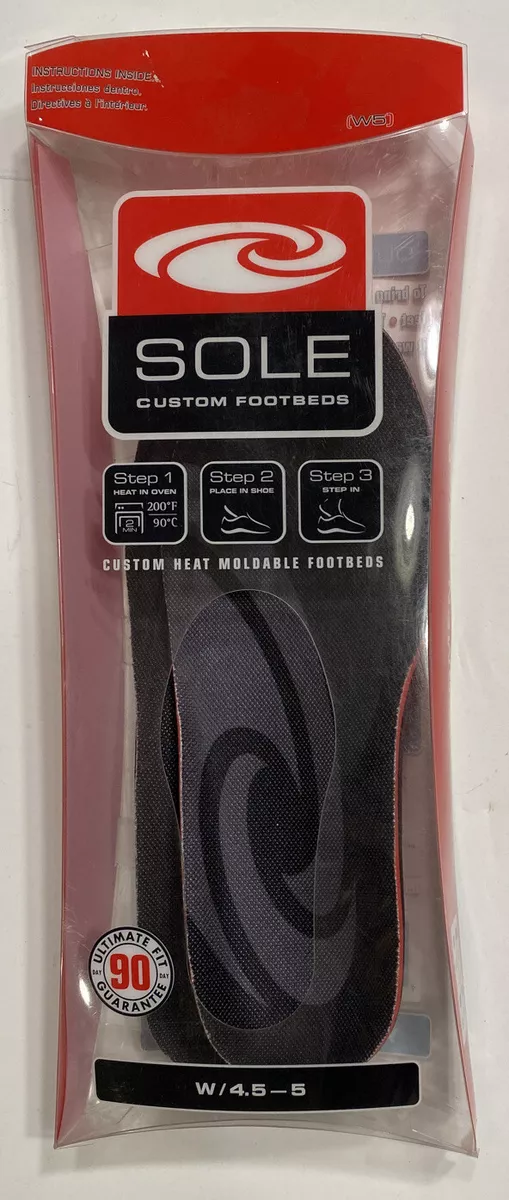 INSTRUCTIONS INSIDE.
Instrucciones dentro.
Directives à l'intérieur.
(W5)
SOLE
CUSTOM FOOTBEDS
Step 1
HEAT IN OVEN
200°F
90°C
2
MIN
Step 2
PLACE IN SHOE
Step 3
STEP IN
CUSTOM HEAT MOLDABLE FOOTBEDS
ULTIMATE FIT
DAY 90 DAY
GUARANTEE
W/4.5–5